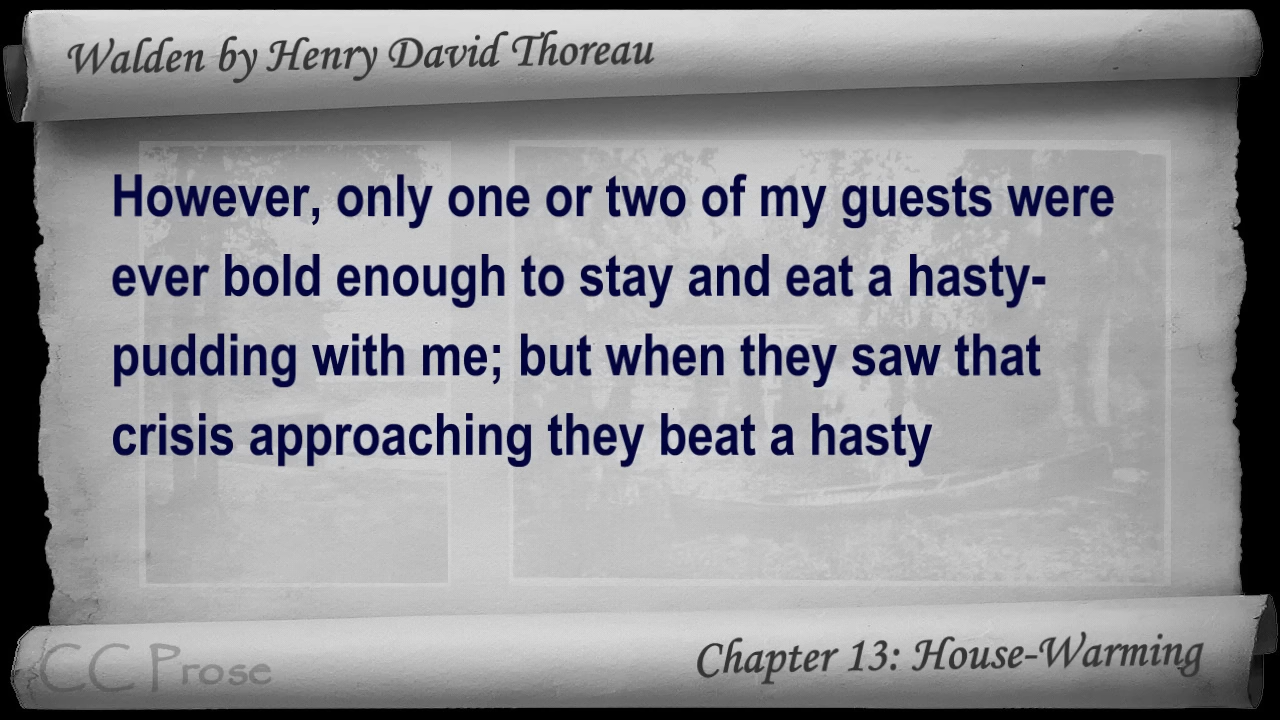 Walden by Henry David Thoreau
However, only one or two of my guests were
ever bold enough to stay and eat a hasty-
pudding with me; but when they saw that
crisis approaching they beat a hasty
CC Prose
Chapter 13: House-Warming